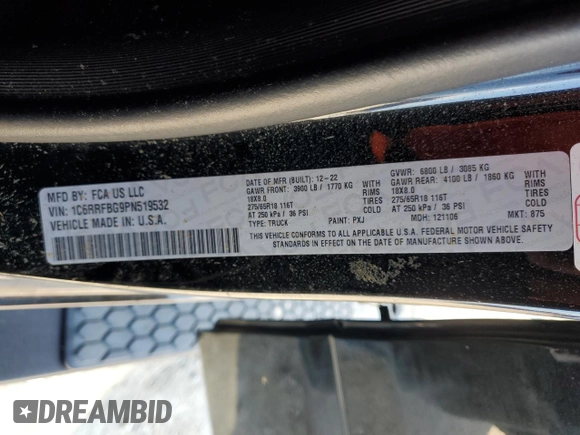 MFD BY: FCA US LLC
VIN: 1C6RRFBG9PN519532
VEHICLE MADE IN U.S.A.
DATE OF MFR (BUILT): 12-22
GVWR: 6800 LB / 3085 KG
GAWR FRONT: 3900 LB / 1770 KG
GAWR REAR: 4100 LB / 1860 KG
18X8.0
TIRES
18X8.0
TIRES
275/65R18 116T
COLD
275/65R18 116T
COLD
AT 250 kPa / 36 PSI
AT 250 kPa / 36 PSI
TYPE: TRUCK
PAINT: PXJ
MDH: 121106
MKT: 875
THIS VEHICLE CONFORMS TO ALL APPLICABLE U.S.A. FEDERAL MOTOR VEHICLE SAFETY
STANDARDS IN EFFECT ON THE DATE OF MANUFACTURE SHOWN ABOVE.
DREAMBID